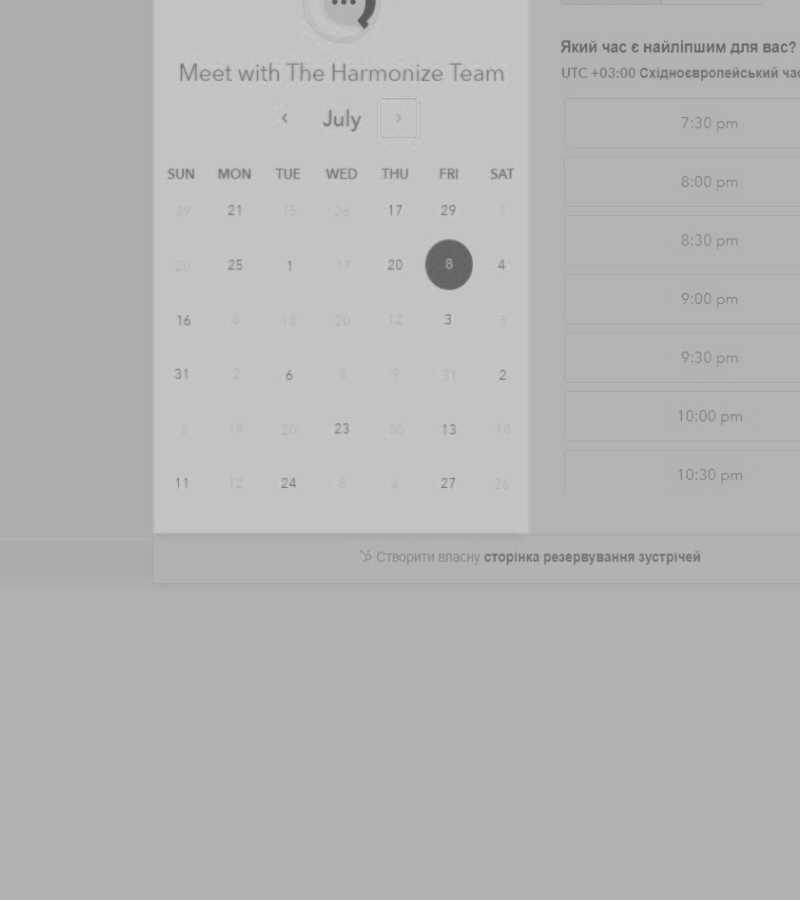 Meet with The Harmonize Team
July
SUN MON TUE WED THU FRI SAT
29 21 15 26 17 29 1
20 25 1 17 20 8 4
16 8 13 20 12 3 3
31 2 6 8 9 31 2
3 19 20 23 30 13 10
11 12 24 8 4 27 26
Який час є найліпшим для вас?
UTC +03:00 Східноєвропейський
7:30 pm
8:00 pm
8:30 pm
9:00 pm
9:30 pm
10:00 pm
10:30 pm
Створити власну сторінка резервування зустрічей